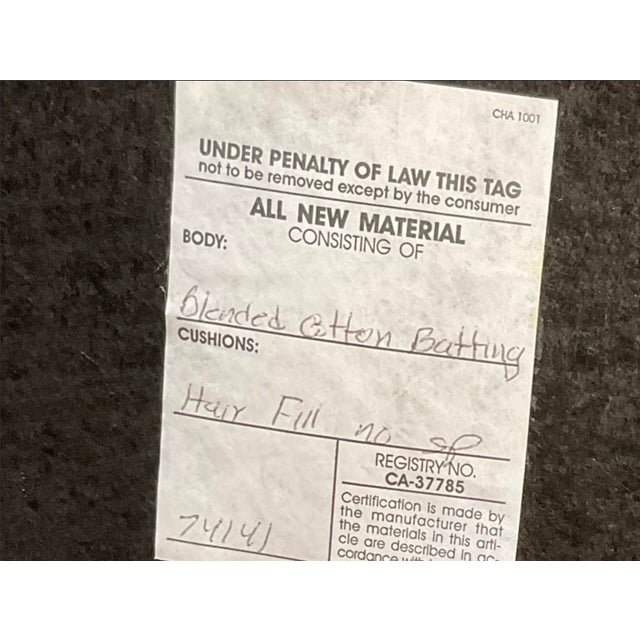 CHA 1001
UNDER PENALTY OF LAW THIS TAG
not to be removed except by the consumer
ALL NEW MATERIAL
CONSISTING OF
BODY:
Blended Cotton Batting
CUSHIONS:
Hair Fill no
REGISTRY NO.
CA-37785
Certification is made by
the manufacturer that
the materials in this arti-
cle are described in ac-
cordance
74141